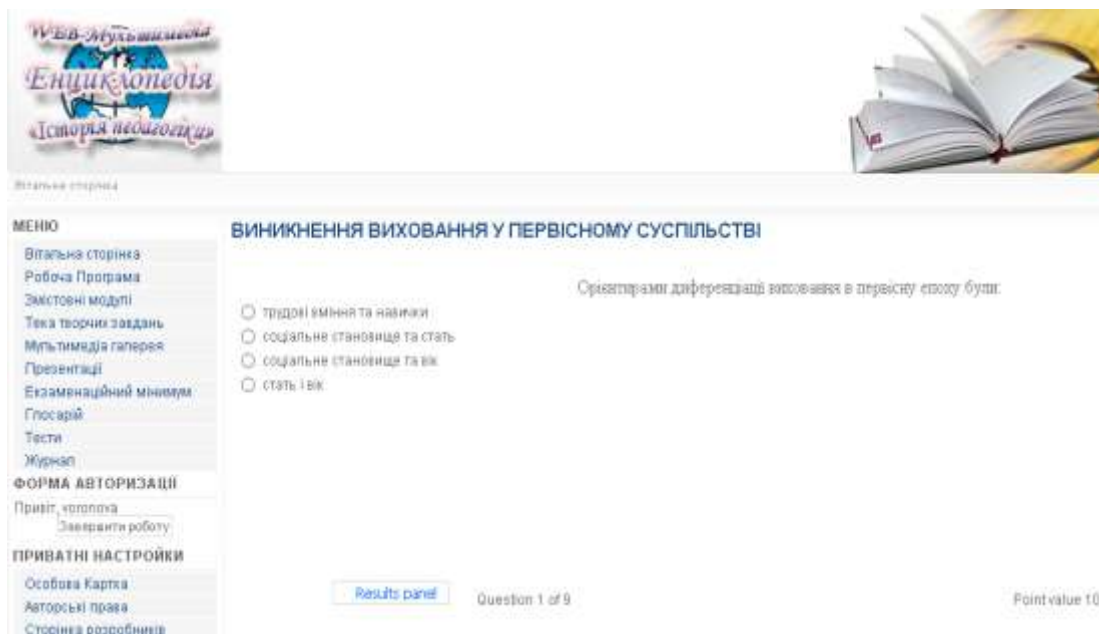 WEB-Мультимедіа
Енциклопедія
«Історія педагогіки»
Вітальна сторінка
МЕНЮ
Вітальна сторінка
Робоча Програма
Змістовні модулі
Тека творчих завдань
Мультимедіа галерея
Презентації
Екзаменаційний мінімум
Глосарій
Тести
Журнал
ФОРМА АВТОРИЗАЦІЇ
Привіт, voronova
Завершити роботу
ПРИВАТНІ НАСТРОЙКИ
Особова Картка
Авторські права
Сторінка розробників
ВИНИКНЕННЯ ВИХОВАННЯ У ПЕРВІСНОМУ СУСПІЛЬСТВІ
Орієнтирами диференціації виховання в первісну епоху були:
трудові вміння та навички
соціальне становище та стать
соціальне становище та вік
стать і вік
Results panel
Question 1 of 9
Point value 10